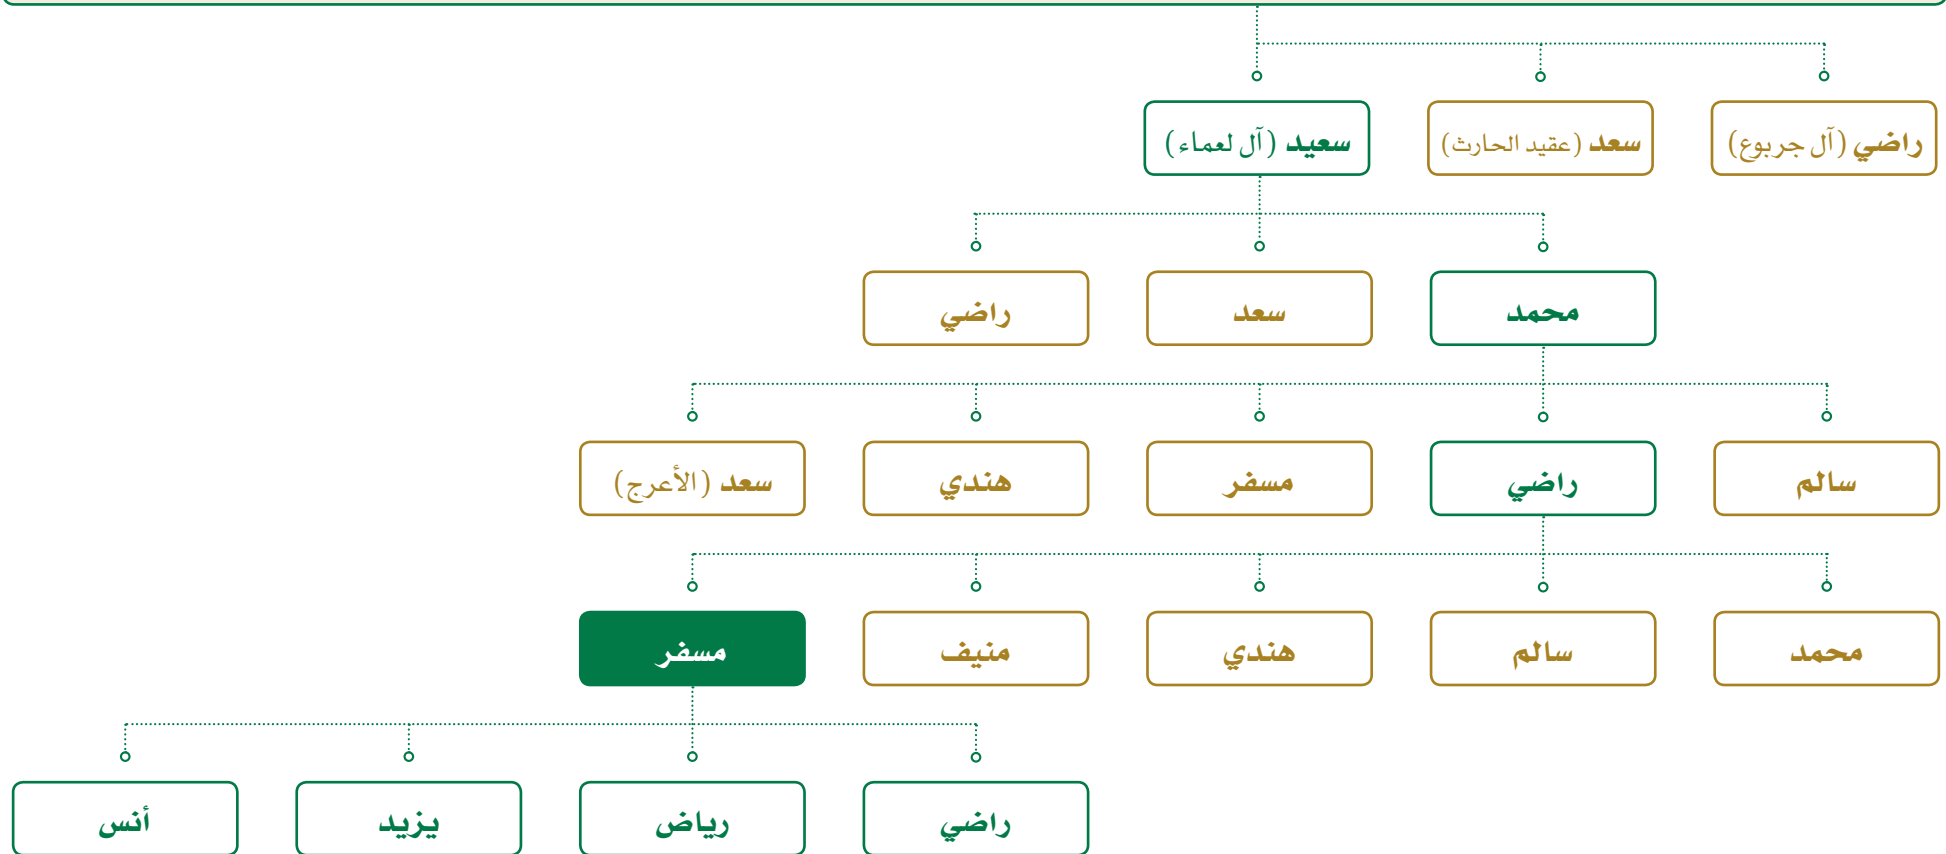 راضي (آل جربوع)
سعد (عقيد الحارث)
سعيد (آل لعماء)
محمد
سعد
راضي
سالم
راضي
مسفر
هندي
سعد (الأعرج)
محمد
سالم
هندي
منيف
مسفر
راضي
رياض
يزيد
أنس